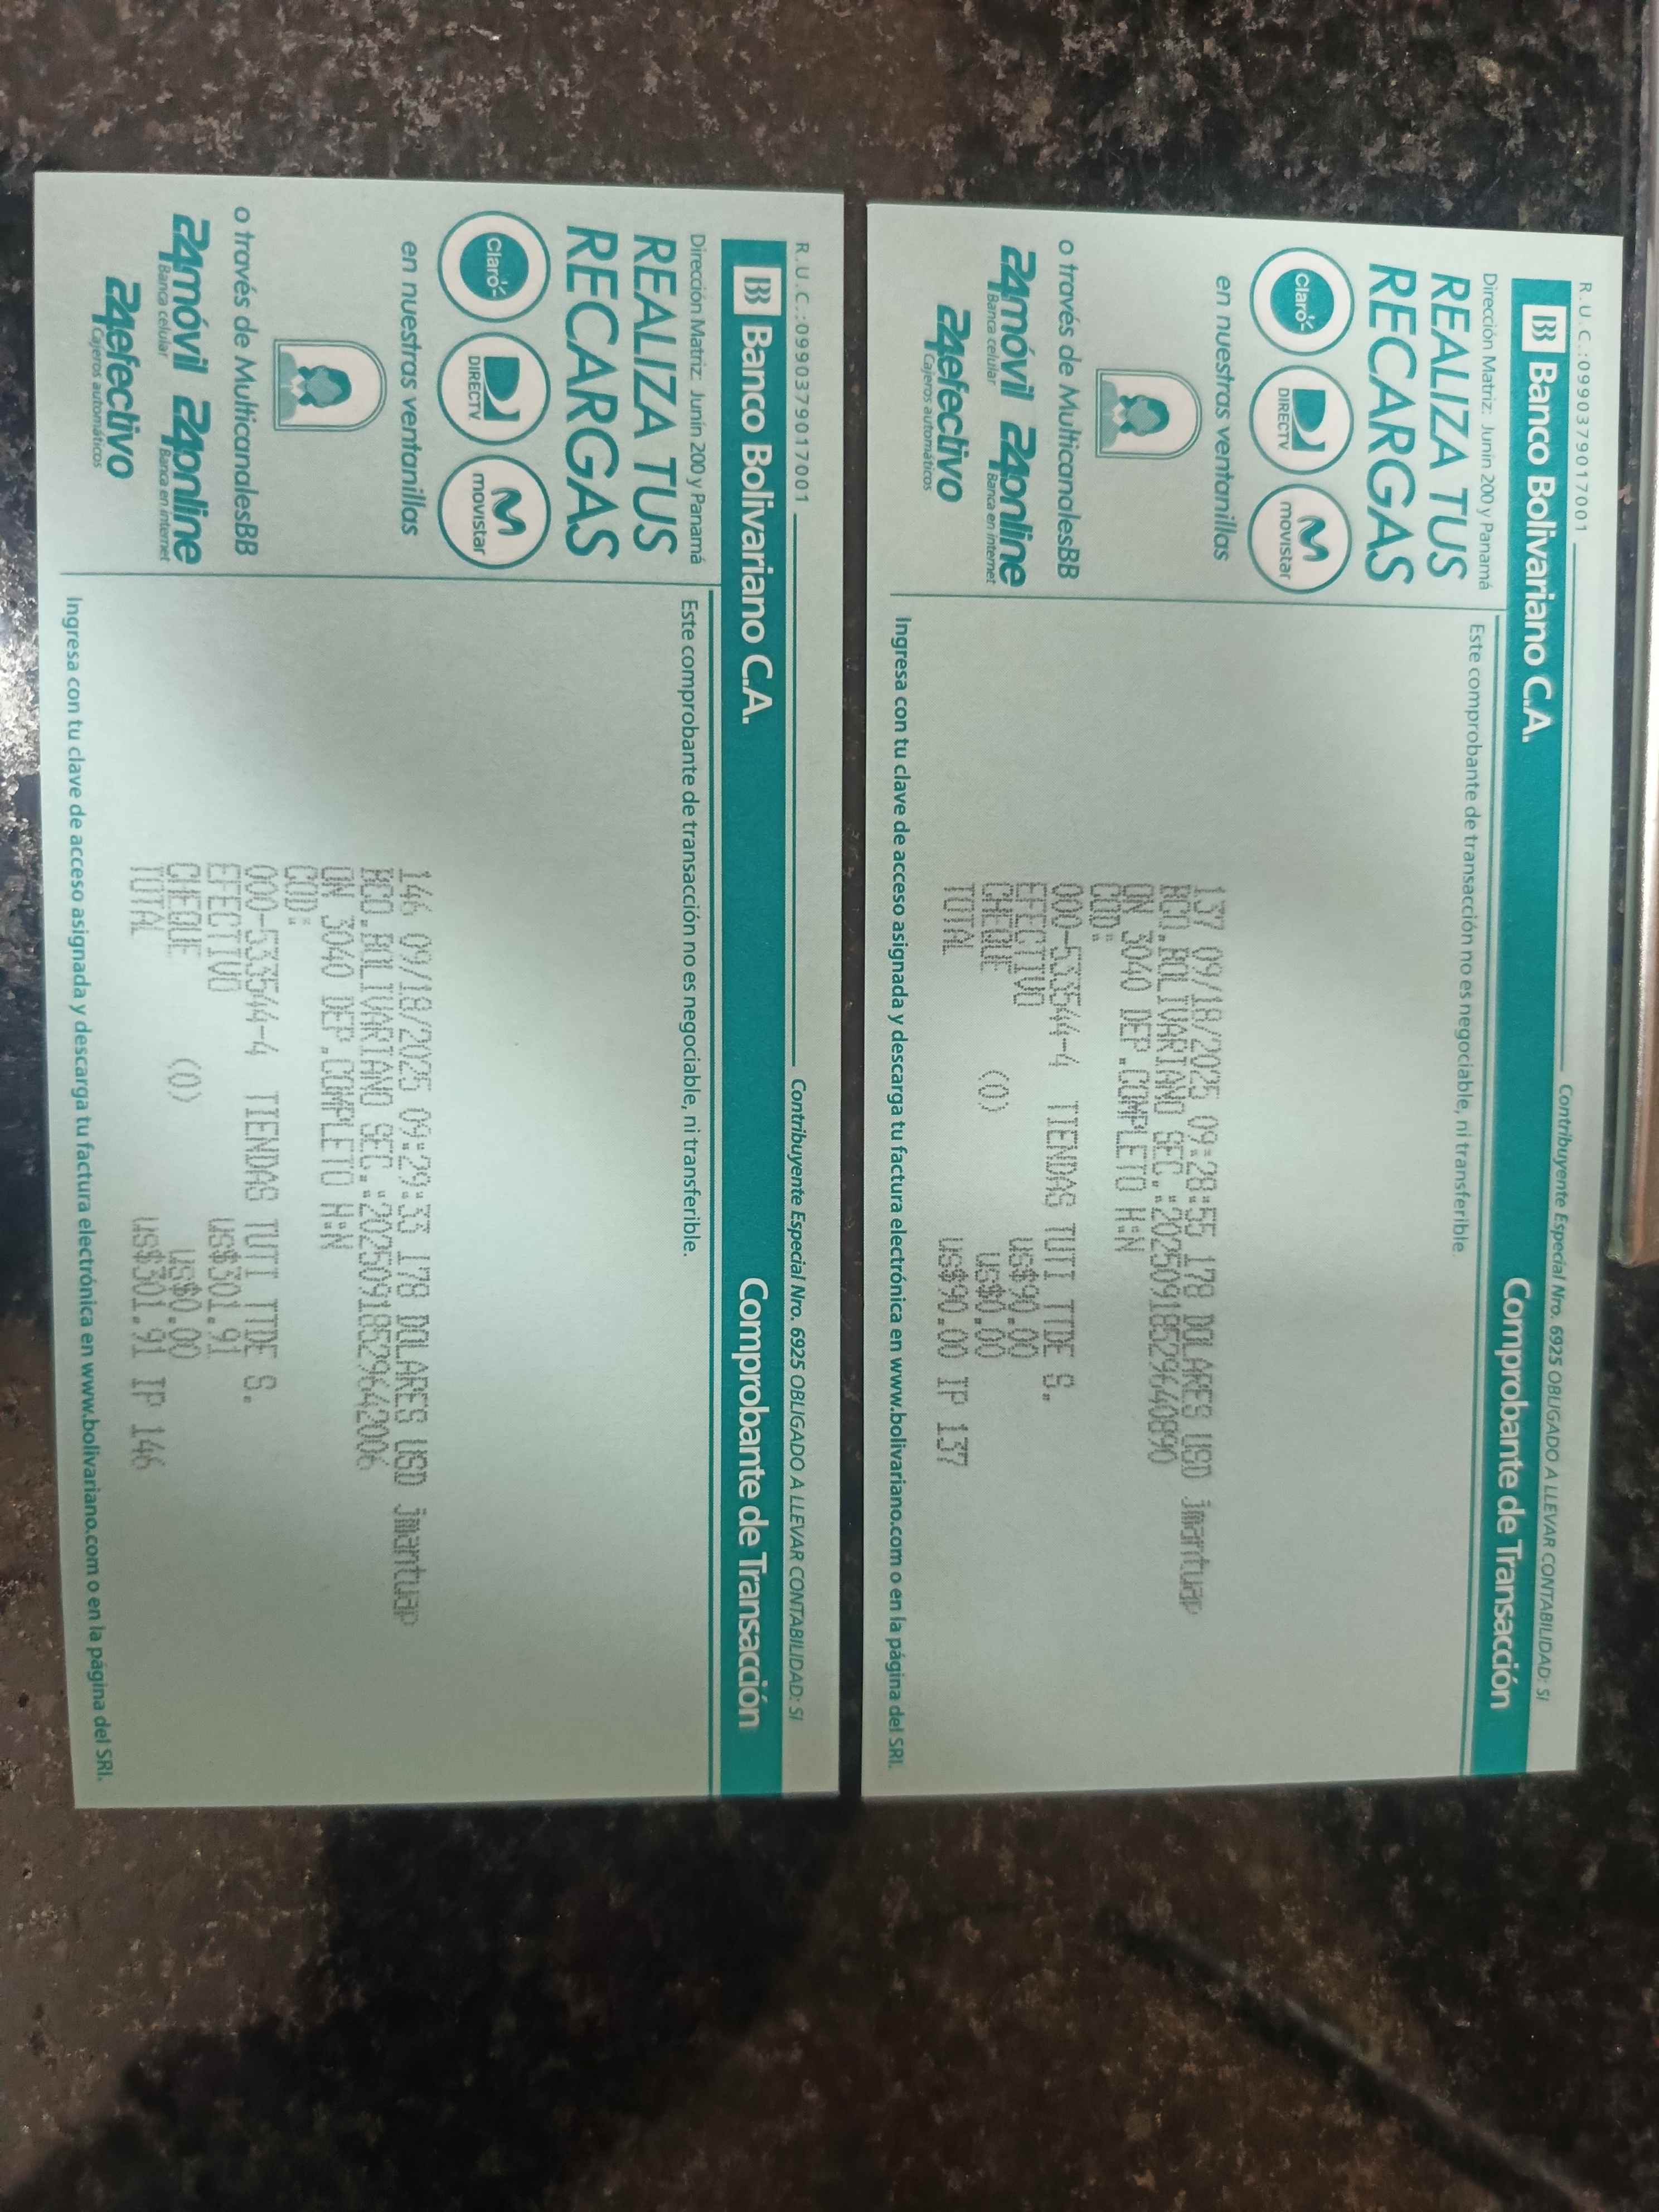 R.U.C.:0990379017001
Contribuyente Especial Nro. 6925 OBLIGADO A LLEVAR CONTABILIDAD: SI
BB Banco Bolivariano C.A.
Comprobante de Transacción
Dirección Matriz: Junín 200 y Panamá
Este comprobante de transacción no es negociable, ni transferible.
REALIZA TUS
RECARGAS
Claro
DIRECTV
movistar
en nuestras ventanillas
o través de MulticanalesBB
24móvil 24online
Banca celular Banca en internet
24efectivo
Cajeros automáticos
137 09/18/2025 09:28:55 178 DOLARES USD jmantuap
BCO.BOLIVARIANO SEC.:20250918529640890
ON 3040 DEP.COMPLETO H:N
COD:
000-53354-4 TIENDAS TUTI TTDE S.
EFECTIVO US$90.00
CHEQUE (0) US$0.00
TOTAL US$90.00 IP 137
Ingresa con tu clave de acceso asignada y descarga tu factura electrónica en www.bolivariano.com o en la página del SRI.
R.U.C.:0990379017001
Contribuyente Especial Nro. 6925 OBLIGADO A LLEVAR CONTABILIDAD: SI
BB Banco Bolivariano C.A.
Comprobante de Transacción
Dirección Matriz: Junín 200 y Panamá
Este comprobante de transacción no es negociable, ni transferible.
REALIZA TUS
RECARGAS
Claro
DIRECTV
movistar
en nuestras ventanillas
o través de MulticanalesBB
24móvil 24online
Banca celular Banca en internet
24efectivo
Cajeros automáticos
146 09/18/2025 09:29:33 178 DOLARES USD jmantuap
BCO.BOLIVARIANO SEC.:20250918529642006
ON 3040 DEP.COMPLETO H:N
COD:
000-53354-4 TIENDAS TUTI TTDE S.
EFECTIVO US$301.91
CHEQUE (0) US$0.00
TOTAL US$301.91 IP 146
Ingresa con tu clave de acceso asignada y descarga tu factura electrónica en www.bolivariano.com o en la página del SRI.